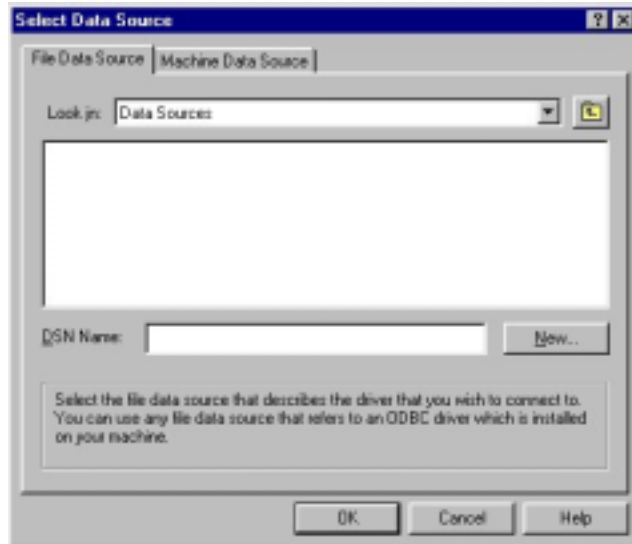 Select Data Source
File Data Source Machine Data Source
Look in: Data Sources
DSN Name: New...
Select the file data source that describes the driver that you wish to connect to.
You can use any file data source that refers to an ODBC driver which is installed
on your machine.
OK Cancel Help